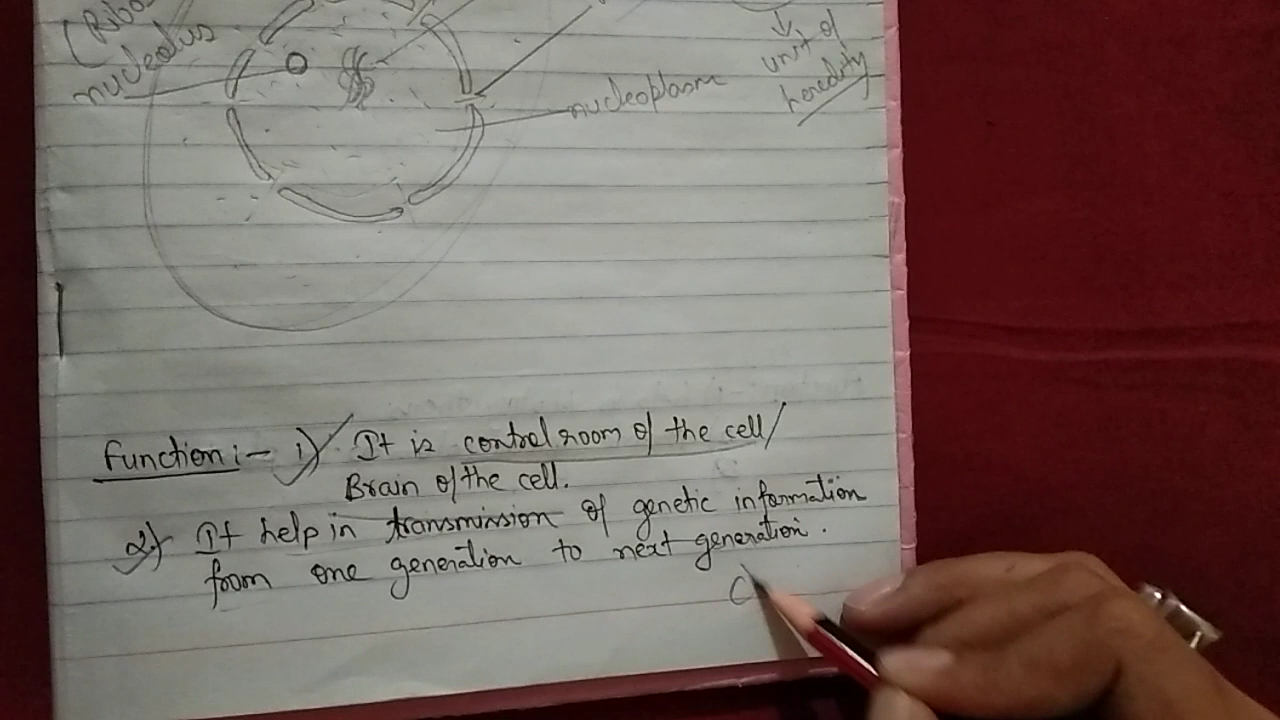 (Ribo
nucleolus
nucleoplasm
unit of
heredity
Function :- 1) It is control room of the cell/
Brain of the cell.
2) It help in transmission of genetic information
from one generation to next generation.
(